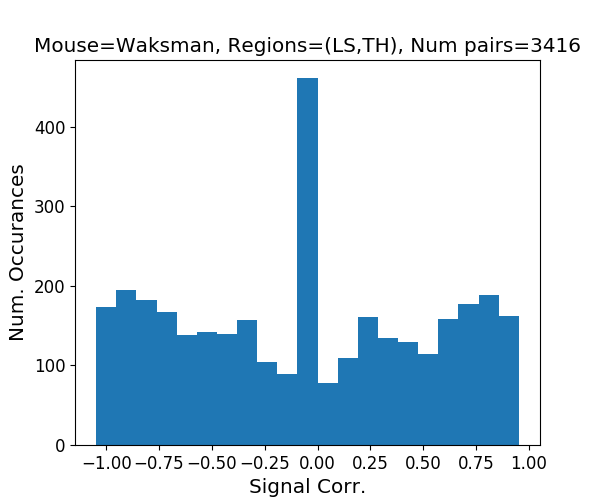 Mouse=Waksman, Regions=(LS,TH), Num pairs=3416
Num. Occurances
400
300
200
100
0
−1.00 −0.75 −0.50 −0.25 0.00 0.25 0.50 0.75 1.00
Signal Corr.